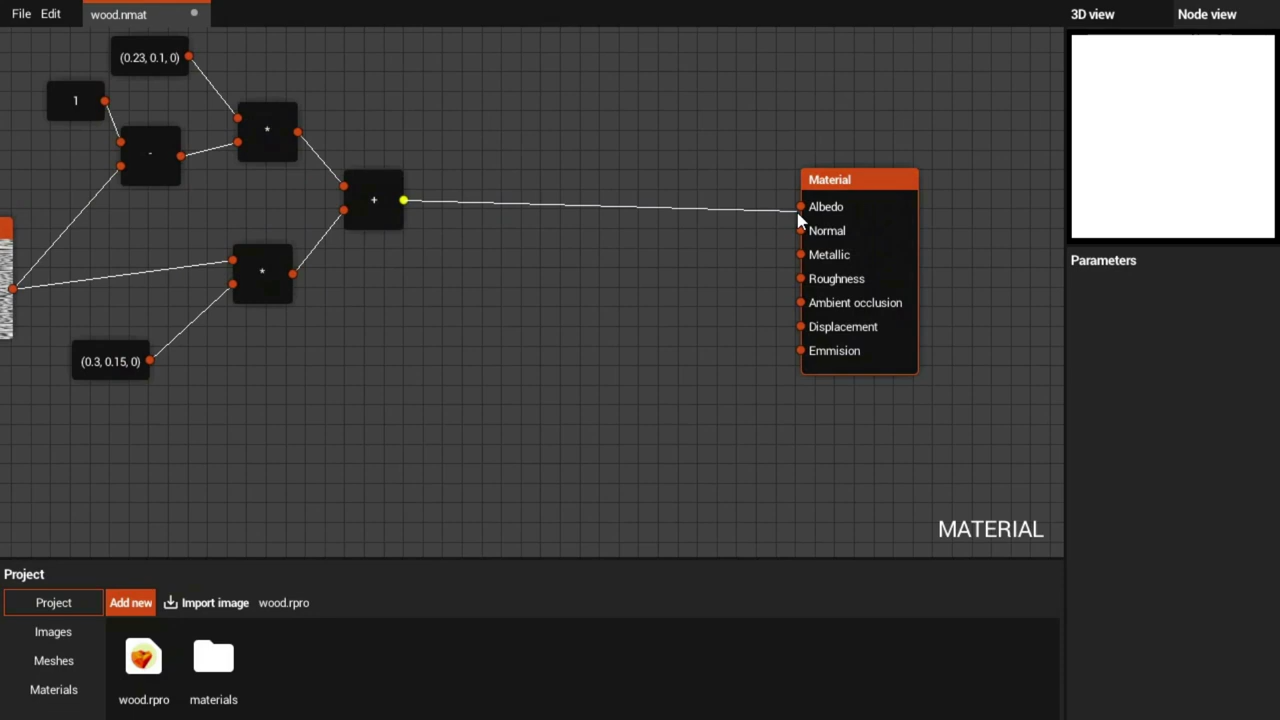 File Edit wood.nmat 3D view Node view
(0.23, 0.1, 0)
1
*
-
+
*
(0.3, 0.15, 0)
Material
Albedo
Normal
Metallic
Roughness
Ambient occlusion
Displacement
Emmision
MATERIAL
Parameters
Project
Project Add new Import image wood.rpro
Images
Meshes
Materials
wood.rpro materials